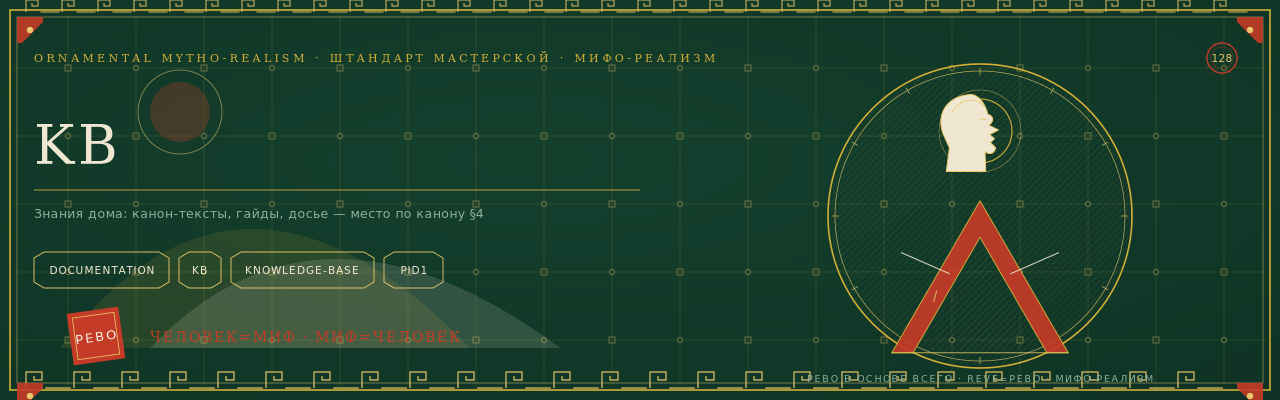 ORNAMENTAL MYTHO-REALISM · ШТАНДАРТ МАСТЕРСКОЙ · МИФО-РЕАЛИЗМ
128
KB
Знания дома: канон-тексты, гайды, досье — место по канону §4
DOCUMENTATION KB KNOWLEDGE-BASE PID1
РЕВО
ЧЕЛОВЕК=МИФ · МИФ=ЧЕЛОВЕК
РЕВО В ОСНОВЕ ВСЕГО · REVE=РЕВО · МИФО-РЕАЛИЗМ